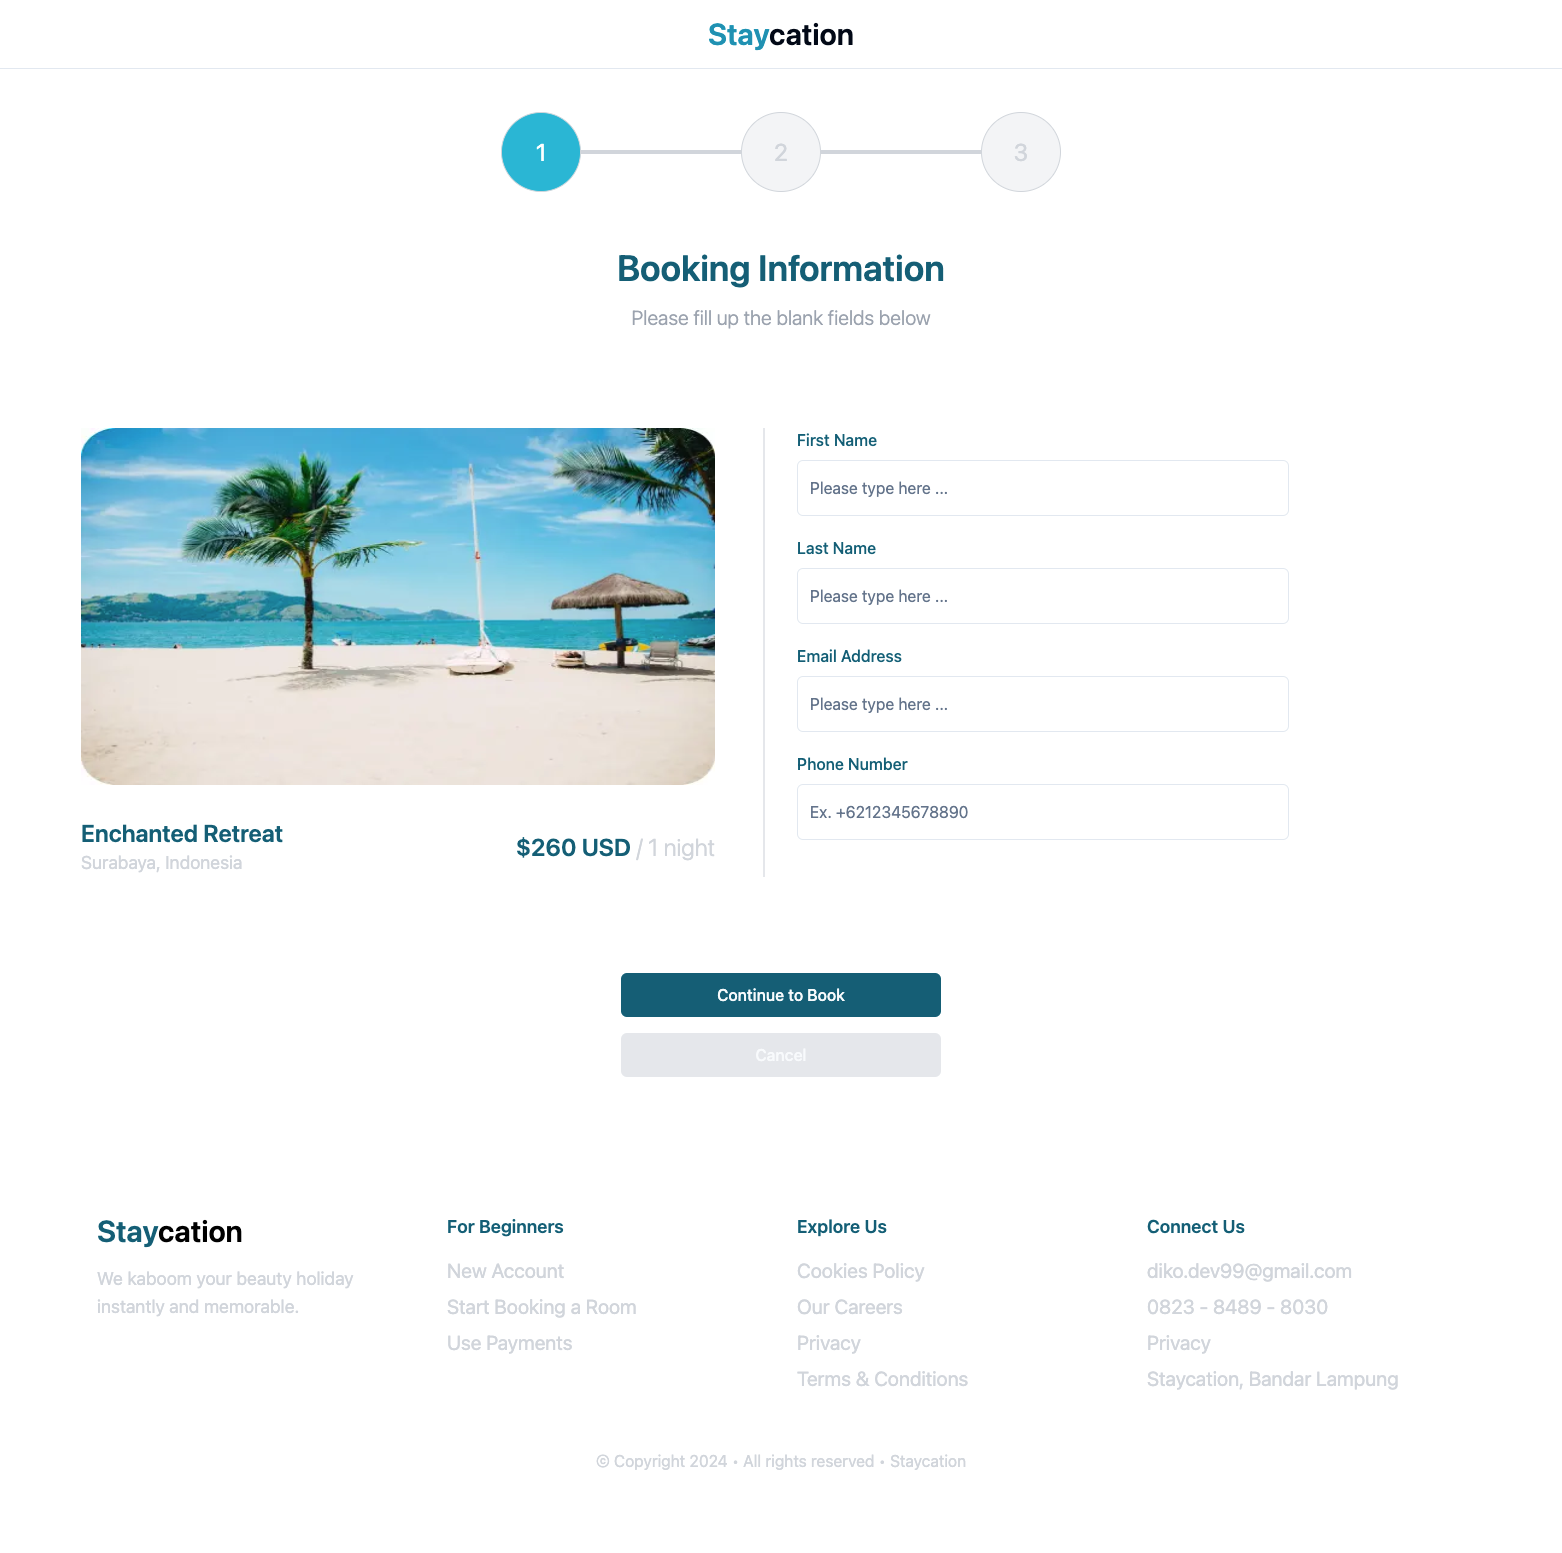 Staycation
1
2
3
Booking Information
Please fill up the blank fields below
Enchanted Retreat
Surabaya, Indonesia
$260 USD / 1 night
First Name
Please type here ...
Last Name
Please type here ...
Email Address
Please type here ...
Phone Number
Ex. +6212345678890
Continue to Book
Cancel
Staycation
We kaboom your beauty holiday
instantly and memorable.
For Beginners
New Account
Start Booking a Room
Use Payments
Explore Us
Cookies Policy
Our Careers
Privacy
Terms & Conditions
Connect Us
diko.dev99@gmail.com
0823 - 8489 - 8030
Privacy
Staycation, Bandar Lampung
© Copyright 2024 • All rights reserved • Staycation